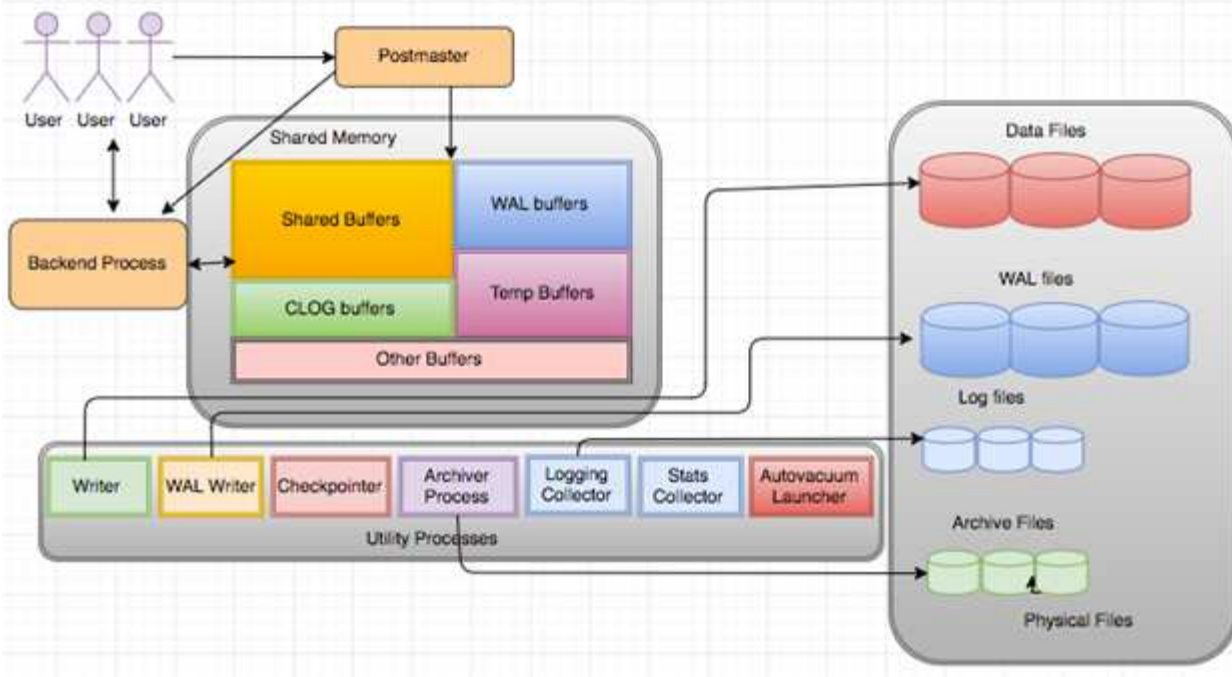 Postmaster
User User User
Shared Memory
Data Files
Shared Buffers
WAL buffers
Backend Process
WAL files
Temp Buffers
CLOG buffers
Other Buffers
Log files
Writer
WAL Writer
Checkpointer
Archiver
Process
Logging
Collector
Stats
Collector
Autovacuum
Launcher
Utility Processes
Archive Files
Physical Files